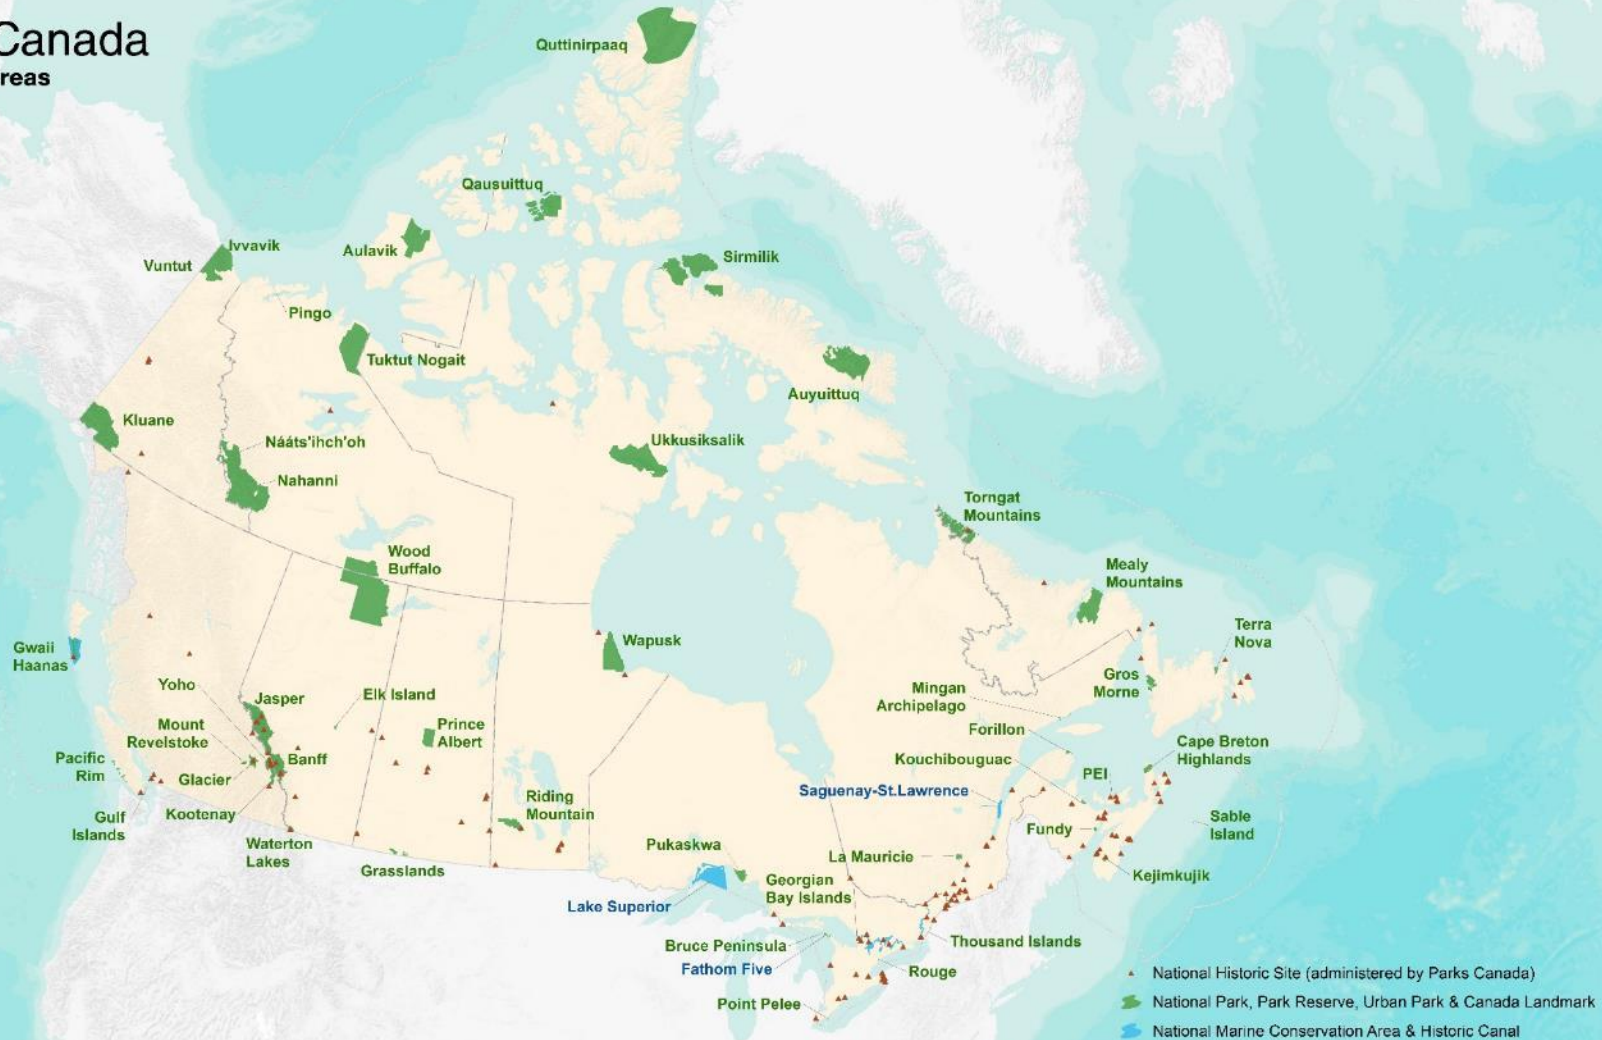 Canada
reas
Quttinirpaaq
Qausuittuq
Ivvavik
Aulavik
Vuntut
Sirmilik
Pingo
Tuktut Nogait
Auyuittuq
Kluane
Nááts'ihch'oh
Ukkusiksalik
Nahanni
Torngat
Mountains
Wood
Buffalo
Mealy
Mountains
Gwaii
Haanas
Wapusk
Terra
Nova
Yoho
Jasper
Elk Island
Mingan
Archipelago
Gros
Morne
Mount
Revelstoke
Prince
Albert
Forillon
Pacific
Rim
Banff
Kouchibouguac
Cape Breton
Highlands
Glacier
PEI
Saguenay-St.Lawrence
Gulf
Islands
Kootenay
Riding
Mountain
Sable
Island
Fundy
Waterton
Lakes
Pukaskwa
La Mauricie
Grasslands
Georgian
Bay Islands
Kejimkujik
Lake Superior
Bruce Peninsula
Thousand Islands
Fathom Five
Rouge
Point Pelee
National Historic Site (administered by Parks Canada)
National Park, Park Reserve, Urban Park & Canada Landmark
National Marine Conservation Area & Historic Canal